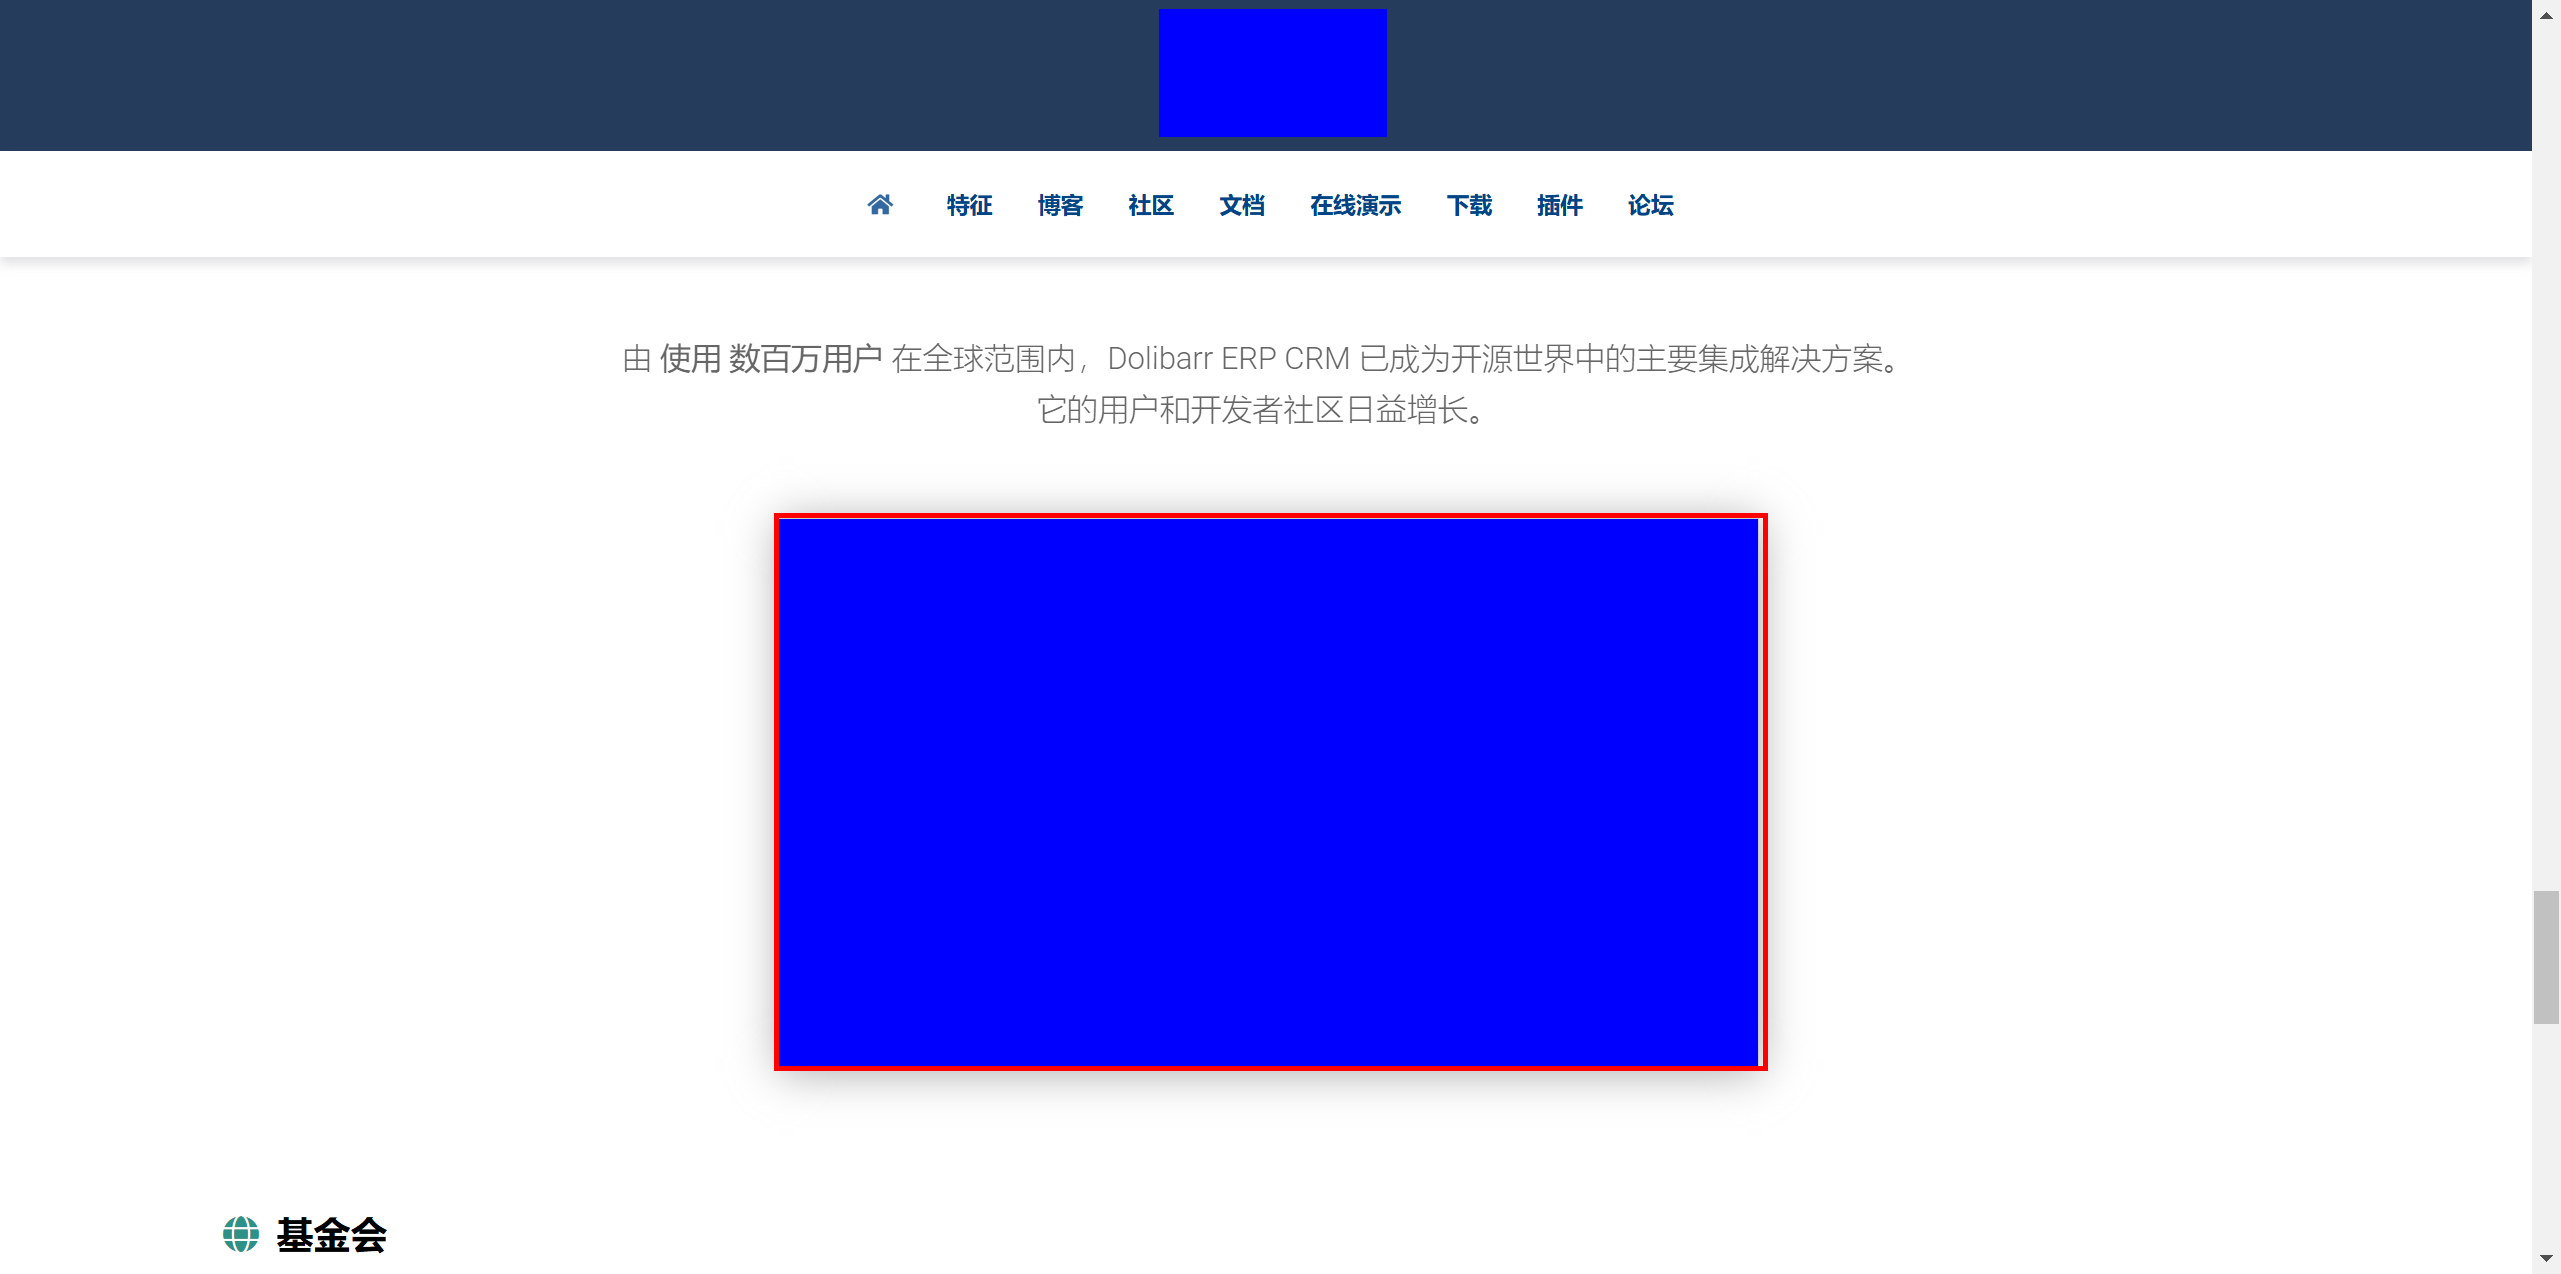 特征 博客 社区 文档 在线演示 下载 插件 论坛
由 使用 数百万用户 在全球范围内，Dolibarr ERP CRM 已成为开源世界中的主要集成解决方案。
它的用户和开发者社区日益增长。
基金会